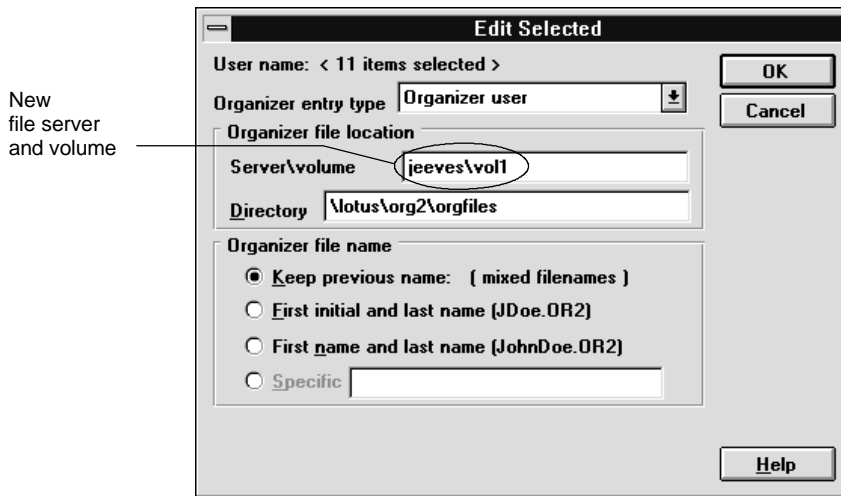 Edit Selected
User name: < 11 items selected >
OK
Organizer entry type Organizer user
Cancel
New
file server
and volume
Organizer file location
Server\volume jeeves\vol1
Directory \lotus\org2\orgfiles
Organizer file name
Keep previous name: ( mixed filenames )
First initial and last name (JDoe.OR2)
First name and last name (JohnDoe.OR2)
Specific
Help